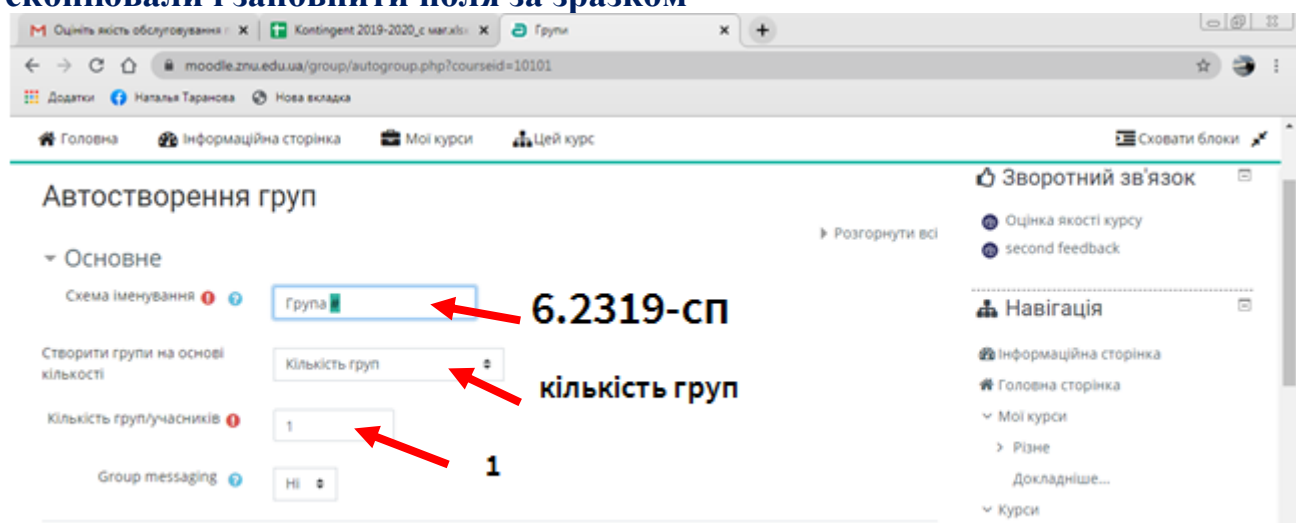 скопіювали і заповнити поля за зразком
Оцініть якість обслуговування
Kontingent 2019-2020_с маг.xls
Групи
moodle.znu.edu.ua/group/autogroup.php?courseid=10101
Додатки Наталья Таранова Нова вкладка
Головна Інформаційна сторінка Мої курси Цей курс Сховати блоки
Автостворення груп
Розгорнути всі
Основне
Схема іменування Група #
6.2319-сп
Створити групи на основі
кількості
Кількість груп
кількість груп
Кількість груп/учасників 1
1
Group messaging Ні
Зворотний зв'язок
Оцінка якості курсу
second feedback
Навігація
Інформаційна сторінка
Головна сторінка
Мої курси
Різне
Докладніше...
Курси